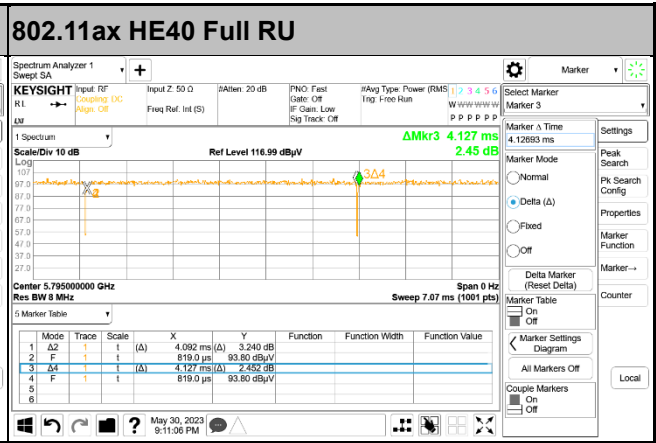 802.11ax HE40 Full RU
Spectrum Analyzer 1
Swept SA
+
Marker
KEYSIGHT
RL
LXI
Input: RF
Coupling: DC
Align: Off
Input Z: 50 Ω
Freq Ref: Int (S)
#Atten: 20 dB
PNO: Fast
Gate: Off
IF Gain: Low
Sig Track: Off
#Avg Type: Power (RMS
Trig: Free Run
1 2 3 4 5 6
W W W W W W
P P P P P P
Select Marker
Marker 3
1 Spectrum
ΔMkr3 4.127 ms
2.45 dB
Scale/Div 10 dB
Ref Level 116.99 dBµV
Log
107
97.0
87.0
77.0
67.0
57.0
47.0
37.0
27.0
2
3Δ4
Center 5.795000000 GHz
Res BW 8 MHz
Span 0 Hz
Sweep 7.07 ms (1001 pts)
5 Marker Table
Mode Trace Scale X Y Function Function Width Function Value
1 Δ2 1 t (Δ) 4.092 ms (Δ) 3.240 dB
2 F 1 t 819.0 µs 93.80 dBµV
3 Δ4 1 t (Δ) 4.127 ms (Δ) 2.452 dB
4 F 1 t 819.0 µs 93.80 dBµV
5
6
Marker Δ Time
4.12693 ms
Marker Mode
Normal
Delta (Δ)
Fixed
Off
Delta Marker
(Reset Delta)
Marker Table
On
Off
Marker Settings
Diagram
All Markers Off
Couple Markers
On
Off
Settings
Peak
Search
Pk Search
Config
Properties
Marker
Function
Marker→
Counter
Local
?
May 30, 2023
9:11:06 PM